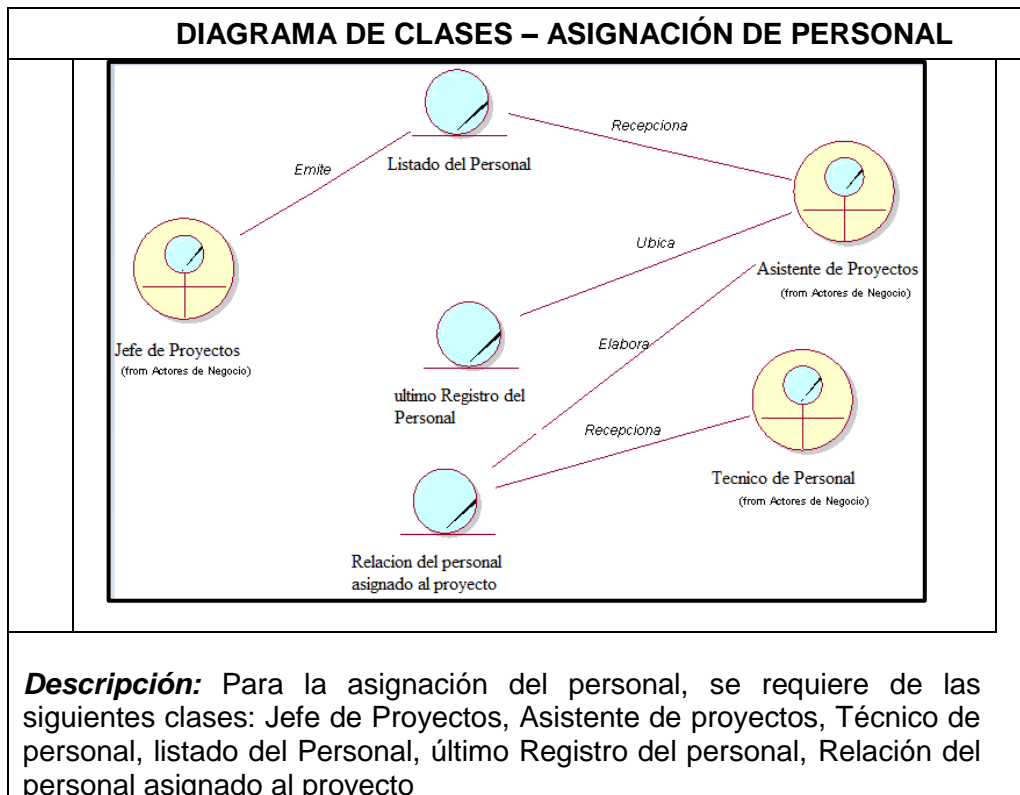 DIAGRAMA DE CLASES – ASIGNACIÓN DE PERSONAL
Recepciona
Listado del Personal
Emite
Ubica
Asistente de Proyectos
(from Actores de Negocio)
Jefe de Proyectos
(from Actores de Negocio)
Elabora
ultimo Registro del
Personal
Recepciona
Tecnico de Personal
(from Actores de Negocio)
Relacion del personal
asignado al proyecto
Descripción: Para la asignación del personal, se requiere de las
siguientes clases: Jefe de Proyectos, Asistente de proyectos, Técnico de
personal, listado del Personal, último Registro del personal, Relación del
personal asignado al proyecto